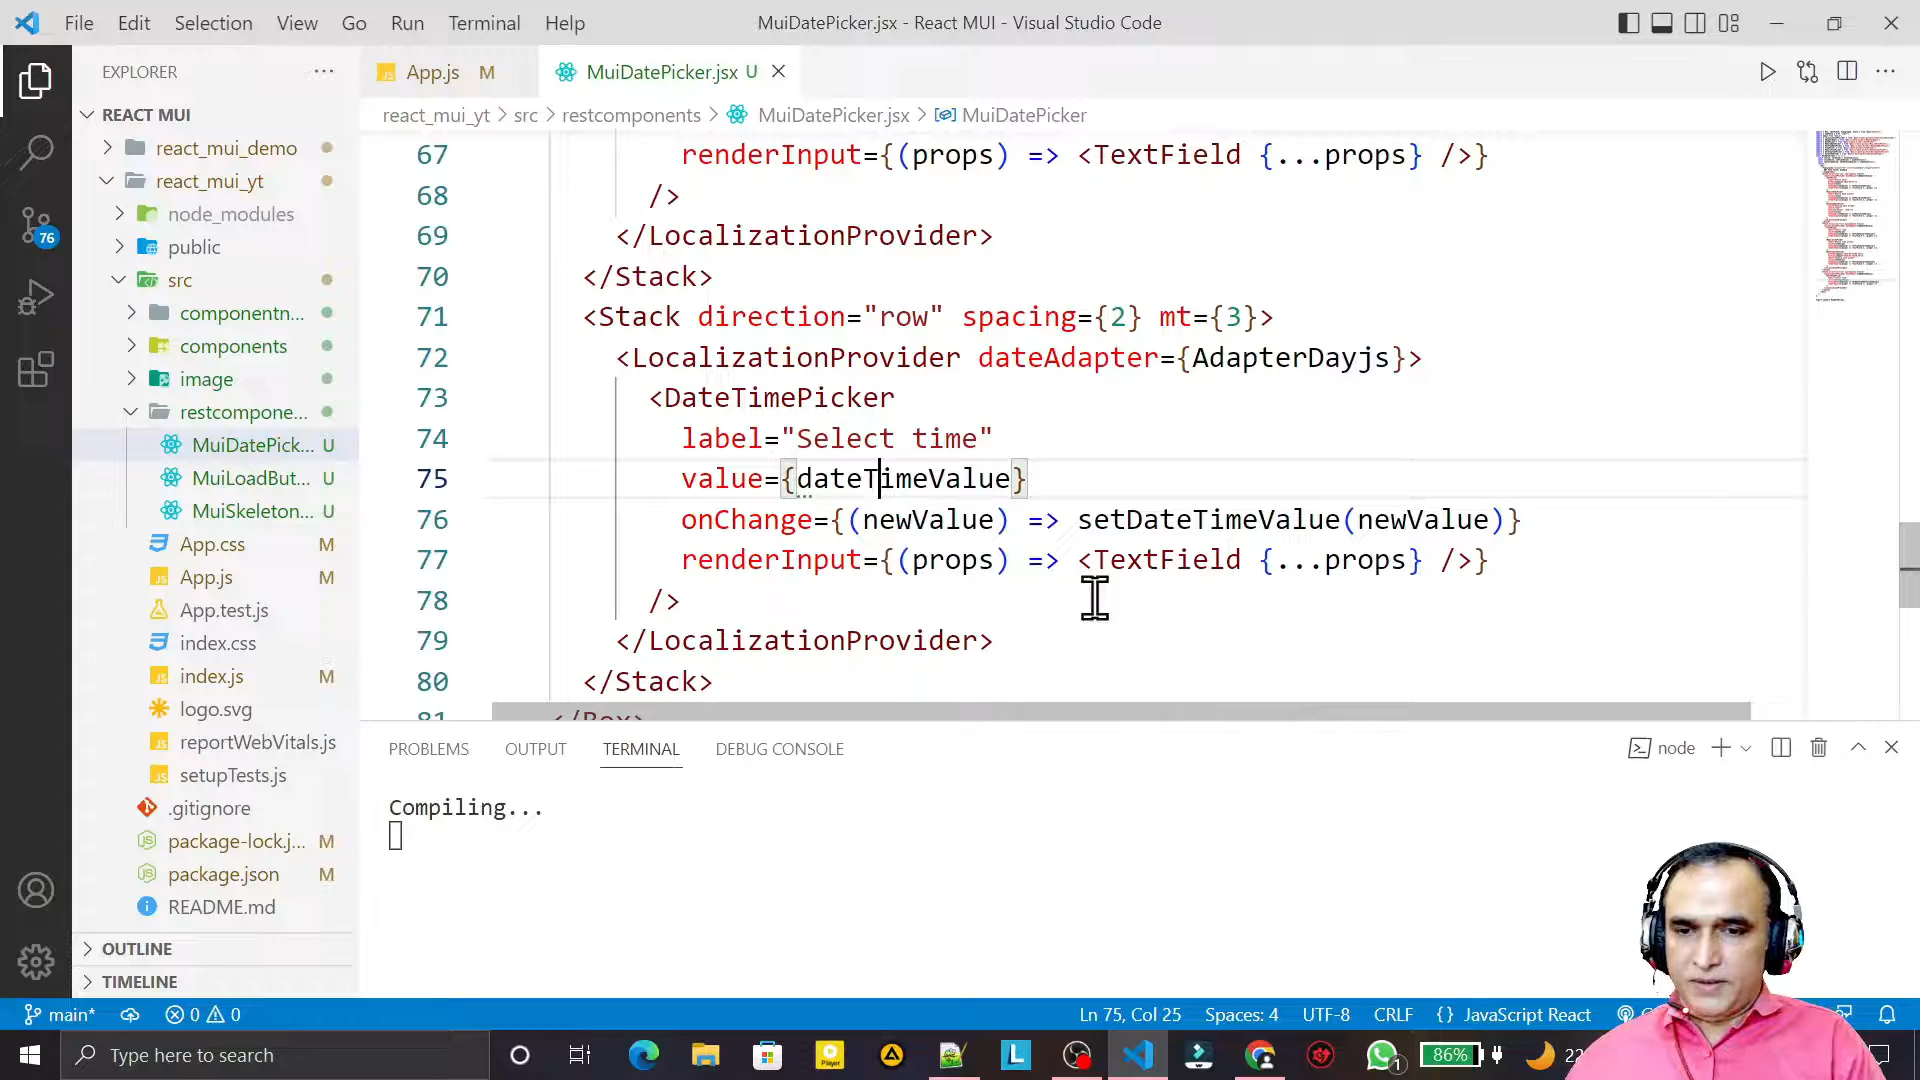 File Edit Selection View Go Run Terminal Help
MuiDatePicker.jsx - React MUI - Visual Studio Code
EXPLORER
REACT MUI
react_mui_demo
react_mui_yt
node_modules
public
src
componentn...
components
image
restcompone...
MuiDatePick... U
MuiLoadBut... U
MuiSkeleton... U
App.css M
App.js M
App.test.js
index.css
index.js M
logo.svg
reportWebVitals.js
setupTests.js
.gitignore
package-lock.j... M
package.json M
README.md
OUTLINE
TIMELINE
76
App.js M
MuiDatePicker.jsx U
react_mui_yt > src > restcomponents > MuiDatePicker.jsx > MuiDatePicker
67 renderInput={(props) => <TextField {...props} />}
68 />
69 </LocalizationProvider>
70 </Stack>
71 <Stack direction="row" spacing={2} mt={3}>
72 <LocalizationProvider dateAdapter={AdapterDayjs}>
73 <DateTimePicker
74 label="Select time"
75 value={dateTimeValue}
76 onChange={(newValue) => setDateTimeValue(newValue)}
77 renderInput={(props) => <TextField {...props} />}
78 />
79 </LocalizationProvider>
80 </Stack>
81 </Box>
PROBLEMS OUTPUT TERMINAL DEBUG CONSOLE
node
Compiling...
main* 0 0
Ln 75, Col 25 Spaces: 4 UTF-8 CRLF {} JavaScript React
Type here to search
Player
L
1
86%
22